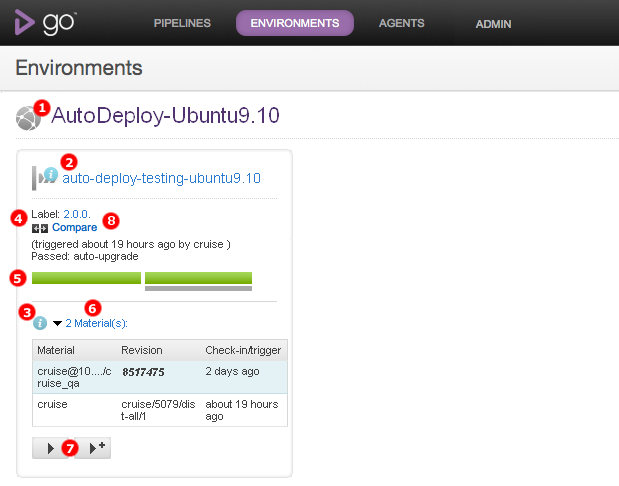 go™
PIPELINES ENVIRONMENTS AGENTS ADMIN
Environments
1 AutoDeploy-Ubuntu9.10
2
auto-deploy-testing-ubuntu9.10
4 Label: 2.0.0.
Compare 8
(triggered about 19 hours ago by cruise )
Passed: auto-upgrade
5
3 6
i 2 Material(s):
Material Revision Check-in/trigger
cruise@10..../c 8517475 2 days ago
ruise_qa
cruise cruise/5079/dis about 19 hours
t-all/1 ago
7 +